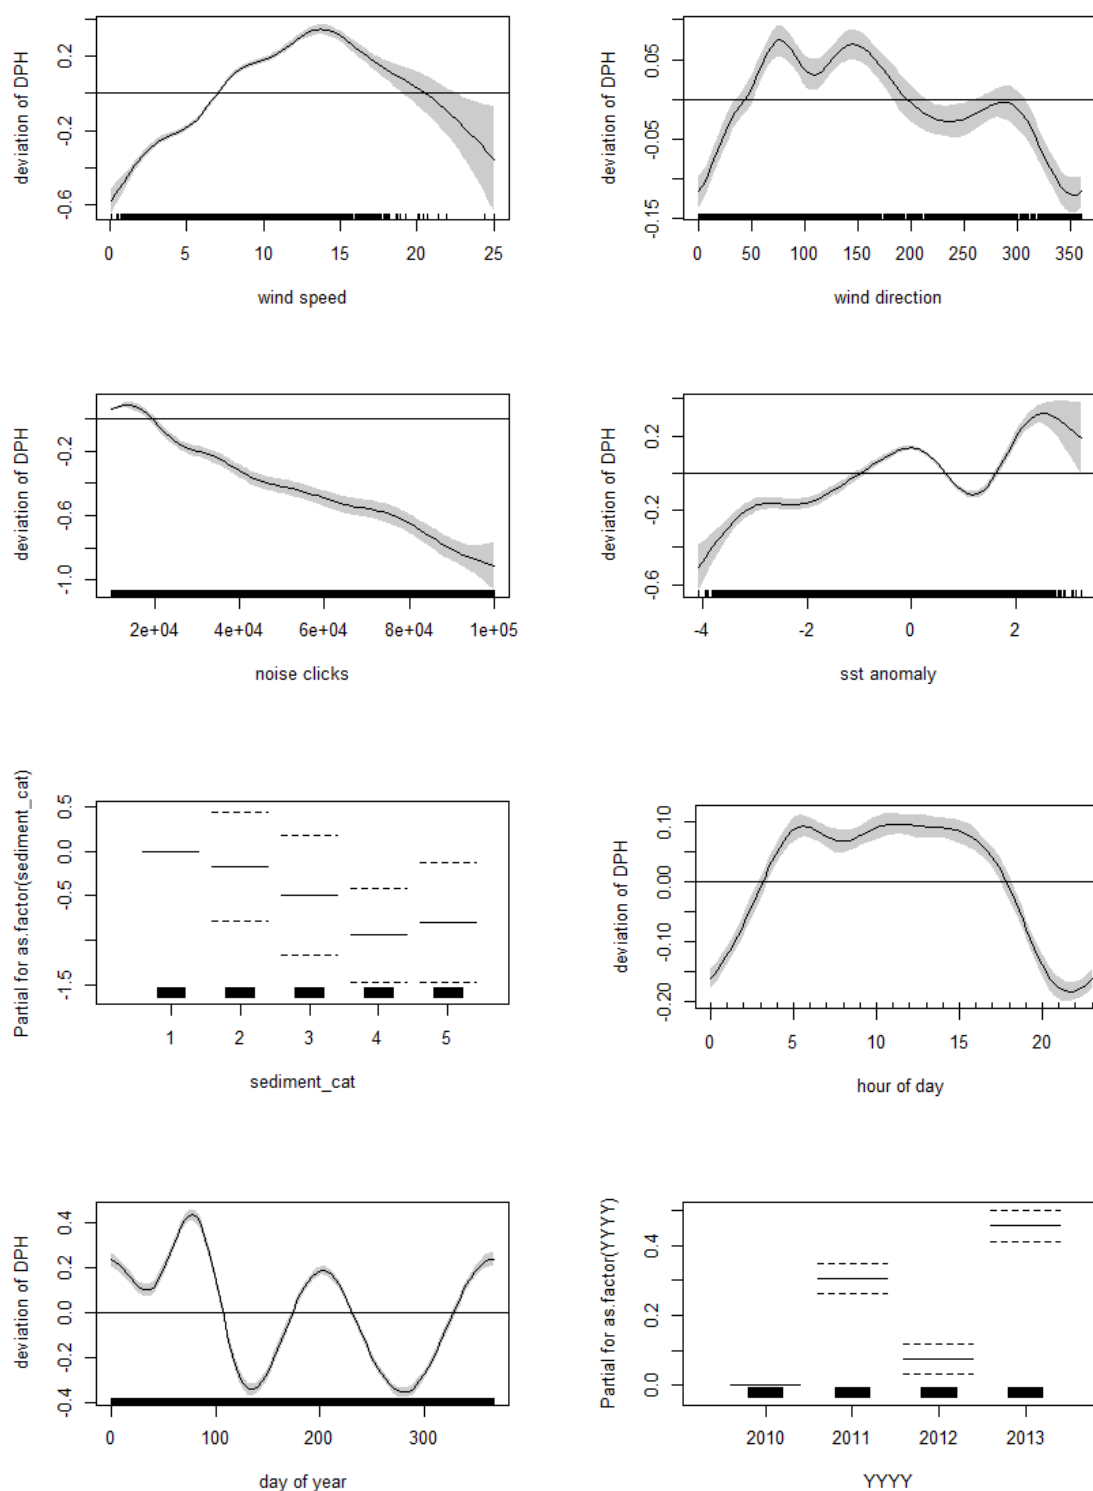 deviation of DPH
0.2
-0.2
-0.6
0 5 10 15 20 25
wind speed
deviation of DPH
0.05
-0.05
-0.15
0 50 100 150 200 250 300 350
wind direction
deviation of DPH
-0.2
-0.6
-1.0
2e+04 4e+04 6e+04 8e+04 1e+05
noise clicks
deviation of DPH
0.2
-0.2
-0.6
-4 -2 0 2
sst anomaly
Partial for as.factor(sediment_cat)
0.5
0.0
-0.5
-1.5
1 2 3 4 5
sediment_cat
deviation of DPH
0.10
0.00
-0.10
-0.20
0 5 10 15 20
hour of day
deviation of DPH
0.4
0.2
0.0
-0.2
-0.4
0 100 200 300
day of year
Partial for as.factor(YYYY)
0.4
0.2
0.0
2010 2011 2012 2013
YYYY